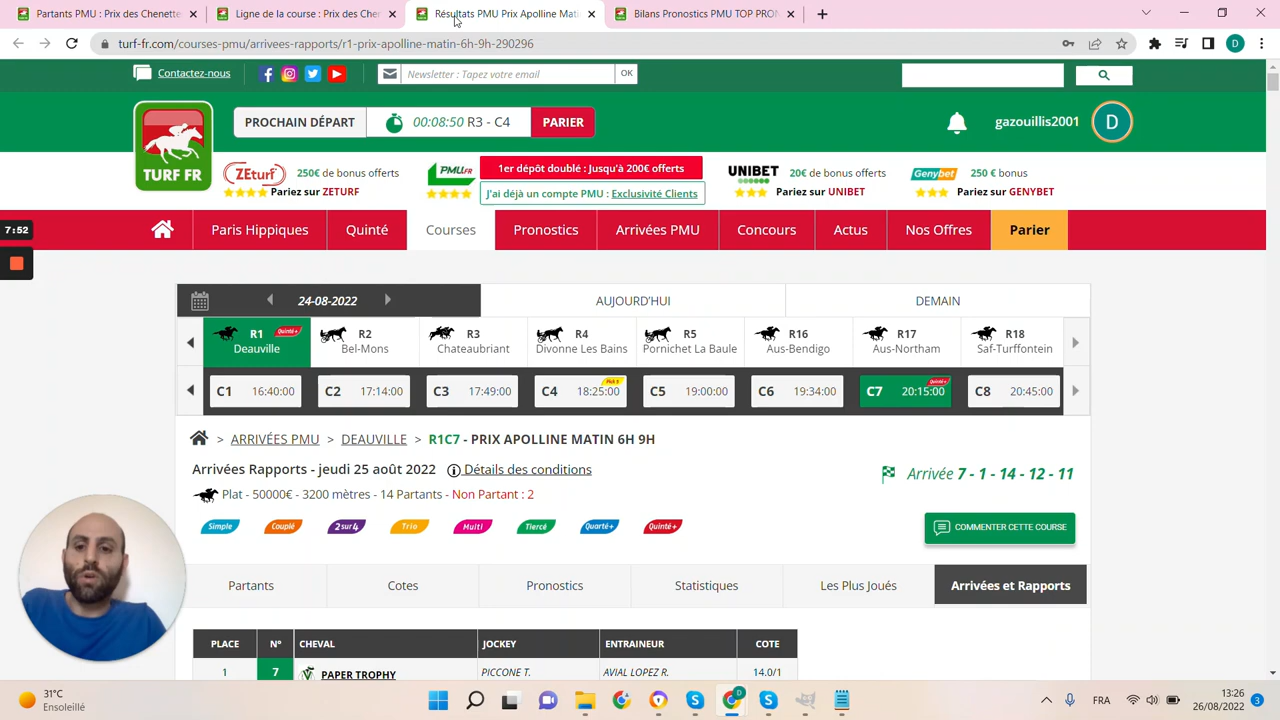 Partants PMU : Prix des Chenette
Ligne de la course : Prix des Che
Résultats PMU Prix Apolline Mati
Bilans Pronostics PMU TOP PRO
turf-fr.com/courses-pmu/arrivees-rapports/r1-prix-apolline-matin-6h-9h-290296
D
Contactez-nous
Newsletter : Tapez votre email
OK
TURF FR
PROCHAIN DÉPART
00:08:50 R3 - C4
PARIER
gazouillis2001
D
ZEturf
250€ de bonus offerts
Pariez sur ZETURF
PMU.FR
1er dépôt doublé : Jusqu'à 200€ offerts
J'ai déjà un compte PMU : Exclusivité Clients
UNIBET
20€ de bonus offerts
Pariez sur UNIBET
Genybet
250 € bonus
Pariez sur GENYBET
7:52
Paris Hippiques
Quinté
Courses
Pronostics
Arrivées PMU
Concours
Actus
Nos Offres
Parier
24-08-2022
AUJOURD'HUI
DEMAIN
R1 Quinté+
Deauville
R2
Bel-Mons
R3
Chateaubriant
R4
Divonne Les Bains
R5
Pornichet La Baule
R16
Aus-Bendigo
R17
Aus-Northam
R18
Saf-Turffontein
C1 16:40:00
C2 17:14:00
C3 17:49:00
C4 18:25:00 Pick 5
C5 19:00:00
C6 19:34:00
C7 20:15:00 Quinté+
C8 20:45:00
> ARRIVÉES PMU > DEAUVILLE > R1C7 - PRIX APOLLINE MATIN 6H 9H
Arrivées Rapports - jeudi 25 août 2022 Détails des conditions
Arrivée 7 - 1 - 14 - 12 - 11
Plat - 50000€ - 3200 mètres - 14 Partants - Non Partant : 2
Simple
Couplé
2sur4
Trio
Multi
Tiercé
Quarté+
Quinté+
COMMENTER CETTE COURSE
Partants
Cotes
Pronostics
Statistiques
Les Plus Joués
Arrivées et Rapports
PLACE N° CHEVAL JOCKEY ENTRAINEUR COTE
1 7 PAPER TROPHY PICCONE T. AVIAL LOPEZ R. 14.0/1
31°C
Ensoleillé
D
FRA
13:26
26/08/2022
3